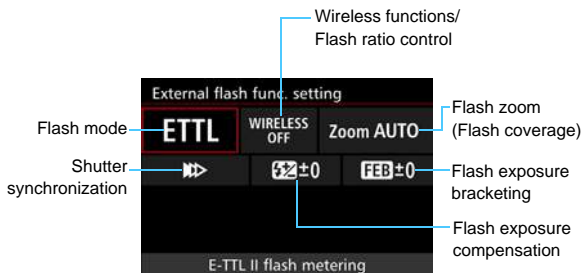 Wireless functions/
Flash ratio control
External flash func. setting
Flash mode
ETTL
WIRELESS
OFF
Zoom AUTO
Flash zoom
(Flash coverage)
Shutter
synchronization
±0
FEB±0
Flash exposure
bracketing
Flash exposure
compensation
E-TTL II flash metering